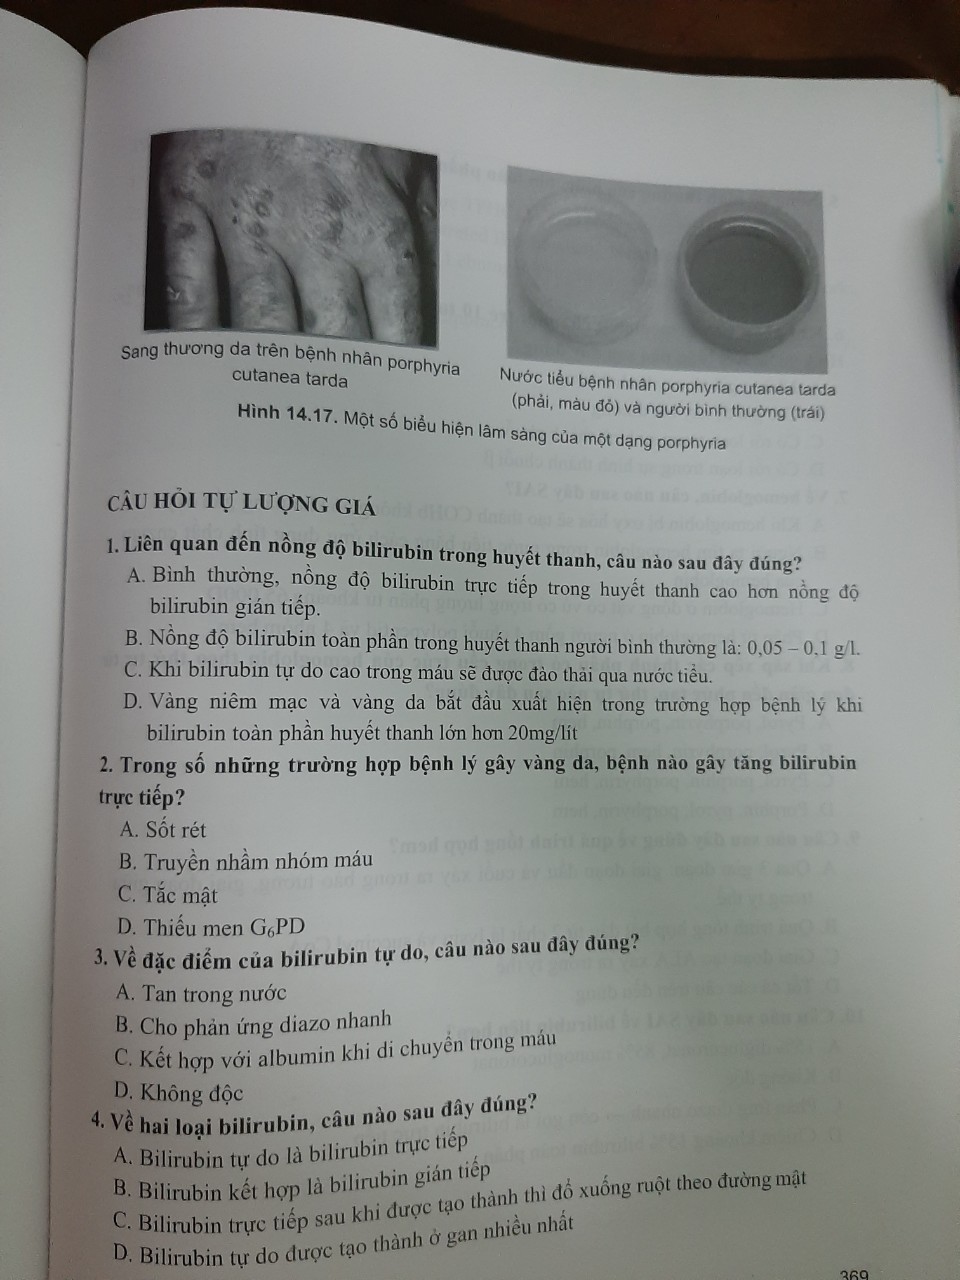 Sang thương da trên bệnh nhân porphyria
cutanea tarda
Nước tiểu bệnh nhân porphyria cutanea tarda
(phải, màu đỏ) và người bình thường (trái)
Hình 14.17. Một số biểu hiện lâm sàng của một dạng porphyria
CÂU HỎI TỰ LƯỢNG GIÁ
1. Liên quan đến nồng độ bilirubin trong huyết thanh, câu nào sau đây đúng?
A. Bình thường, nồng độ bilirubin trực tiếp trong huyết thanh cao hơn nồng độ
bilirubin gián tiếp.
B. Nồng độ bilirubin toàn phần trong huyết thanh người bình thường là: 0,05 – 0,1 g/l.
C. Khi bilirubin tự do cao trong máu sẽ được đào thải qua nước tiểu.
D. Vàng niêm mạc và vàng da bắt đầu xuất hiện trong trường hợp bệnh lý khi
bilirubin toàn phần huyết thanh lớn hơn 20mg/lít
2. Trong số những trường hợp bệnh lý gây vàng da, bệnh nào gây tăng bilirubin
trực tiếp?
A. Sốt rét
B. Truyền nhầm nhóm máu
C. Tắc mật
D. Thiếu men G₆PD
3. Về đặc điểm của bilirubin tự do, câu nào sau đây đúng?
A. Tan trong nước
B. Cho phản ứng diazo nhanh
C. Kết hợp với albumin khi di chuyển trong máu
D. Không độc
4. Về hai loại bilirubin, câu nào sau đây đúng?
A. Bilirubin tự do là bilirubin trực tiếp
B. Bilirubin kết hợp là bilirubin gián tiếp
C. Bilirubin trực tiếp sau khi được tạo thành thì đổ xuống ruột theo đường mật
D. Bilirubin tự do được tạo thành ở gan nhiều nhất
369